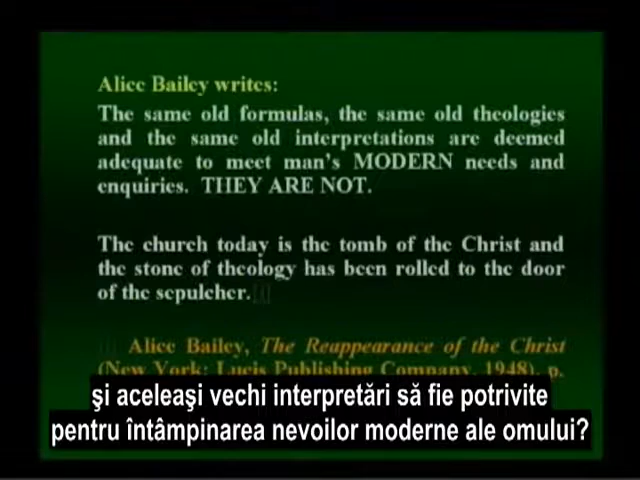 Alice Bailey writes:
The same old formulas, the same old theologies
and the same old interpretations are deemed
adequate to meet man's MODERN needs and
enquiries. THEY ARE NOT.
The church today is the tomb of the Christ and
the stone of theology has been rolled to the door
of the sepulcher.
Alice Bailey, The Reappearance of the Christ
(New York: Lucis Publishing Company, 1948), p.
şi aceleaşi vechi interpretări să fie potrivite
pentru întâmpinarea nevoilor moderne ale omului?